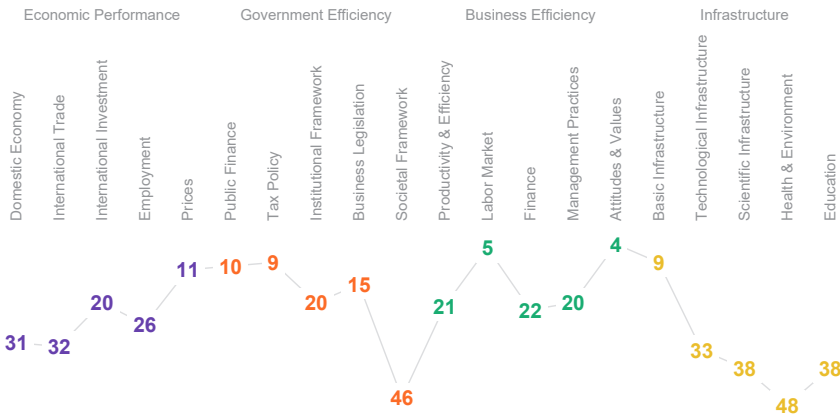 Economic Performance
Government Efficiency
Business Efficiency
Infrastructure
Domestic Economy
International Trade
International Investment
Employment
Prices
Public Finance
Tax Policy
Institutional Framework
Business Legislation
Societal Framework
Productivity & Efficiency
Labor Market
Finance
Management Practices
Attitudes & Values
Basic Infrastructure
Technological Infrastructure
Scientific Infrastructure
Health & Environment
Education
31
32
20
26
11
10
9
20
15
46
21
5
22
20
4
9
33
38
48
38